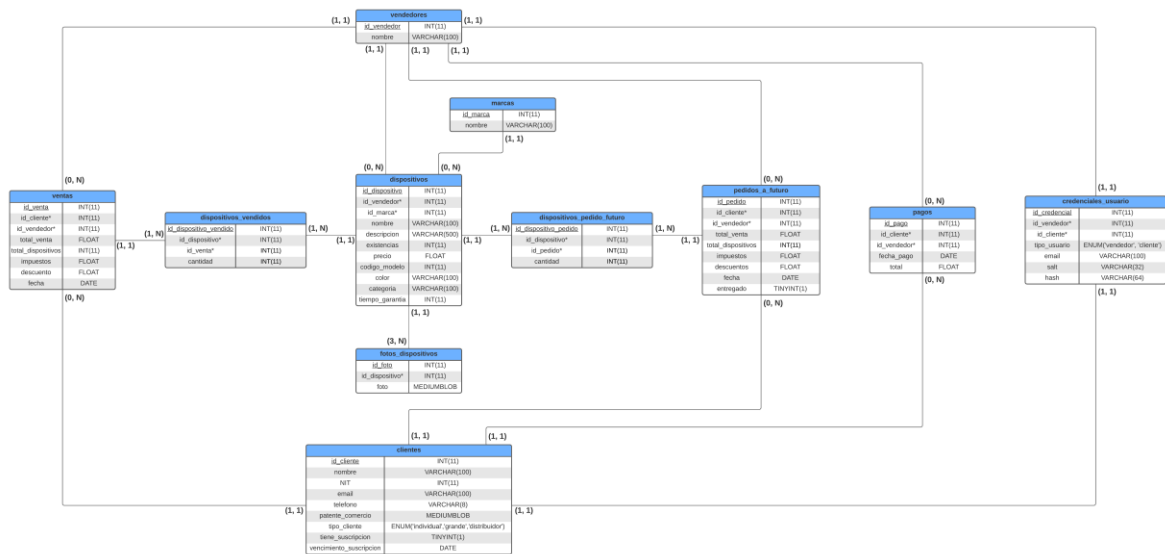 vendedores
id_vendedor INT(11)
nombre VARCHAR(100)
(1, 1)
(1, 1)
(1, 1)
(1, 1)
(1, 1)
marcas
id_marca INT(11)
nombre VARCHAR(100)
(1, 1)
(0, N)
(0, N)
(0, N)
(0, N)
(0, N)
(1, 1)
ventas
id_venta INT(11)
id_cliente* INT(11)
id_vendedor* INT(11)
total_venta FLOAT
total_dispositivos INT(11)
impuestos FLOAT
descuento FLOAT
fecha DATE
(1, 1)
(0, N)
dispositivos_vendidos
id_dispositivo_vendido INT(11)
id_dispositivo* INT(11)
id_venta* INT(11)
cantidad INT(11)
(1, N)
(1, N)
dispositivos
id_dispositivo INT(11)
id_vendedor* INT(11)
id_marca* INT(11)
nombre VARCHAR(100)
descripcion VARCHAR(500)
existencias INT(11)
precio FLOAT
codigo_modelo INT(11)
color VARCHAR(100)
categoria VARCHAR(100)
tiempo_garantia INT(11)
(1, 1)
(1, 1)
(1, 1)
dispositivos_pedido_futuro
id_dispositivo_pedido INT(11)
id_dispositivo* INT(11)
id_pedido* INT(11)
cantidad INT(11)
(1, N)
(1, N)
pedidos_a_futuro
id_pedido INT(11)
id_cliente* INT(11)
id_vendedor* INT(11)
total_venta FLOAT
total_dispositivos INT(11)
impuestos FLOAT
descuentos FLOAT
fecha DATE
entregado TINYINT(1)
(1, 1)
(0, N)
pagos
id_pago INT(11)
id_cliente* INT(11)
id_vendedor* INT(11)
fecha_pago DATE
total FLOAT
(0, N)
credenciales_usuario
id_credencial INT(11)
id_vendedor* INT(11)
id_cliente* INT(11)
tipo_usuario ENUM('vendedor', 'cliente')
email VARCHAR(100)
salt VARCHAR(32)
hash VARCHAR(64)
(1, 1)
(3, N)
fotos_dispositivos
id_foto INT(11)
id_dispositivo* INT(11)
foto MEDIUMBLOB
(1, 1)
(1, 1)
clientes
id_cliente INT(11)
nombre VARCHAR(100)
NIT INT(11)
email VARCHAR(100)
telefono VARCHAR(8)
patente_comercio MEDIUMBLOB
tipo_cliente ENUM('individual','grande','distribuidor')
tiene_suscripcion TINYINT(1)
vencimiento_suscripcion DATE
(1, 1)
(1, 1)